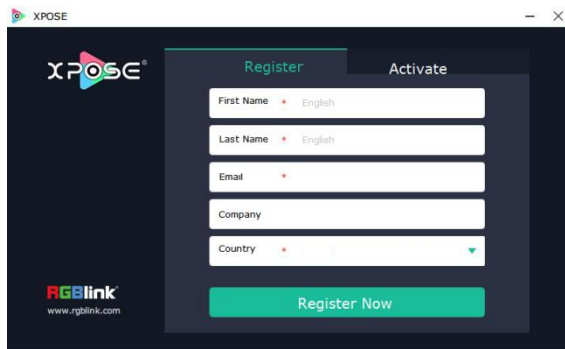 XPOSE
XPOSE®
Register
Activate
First Name * English
Last Name * English
Email *
Company
Country *
RGBlink®
www.rgblink.com
Register Now